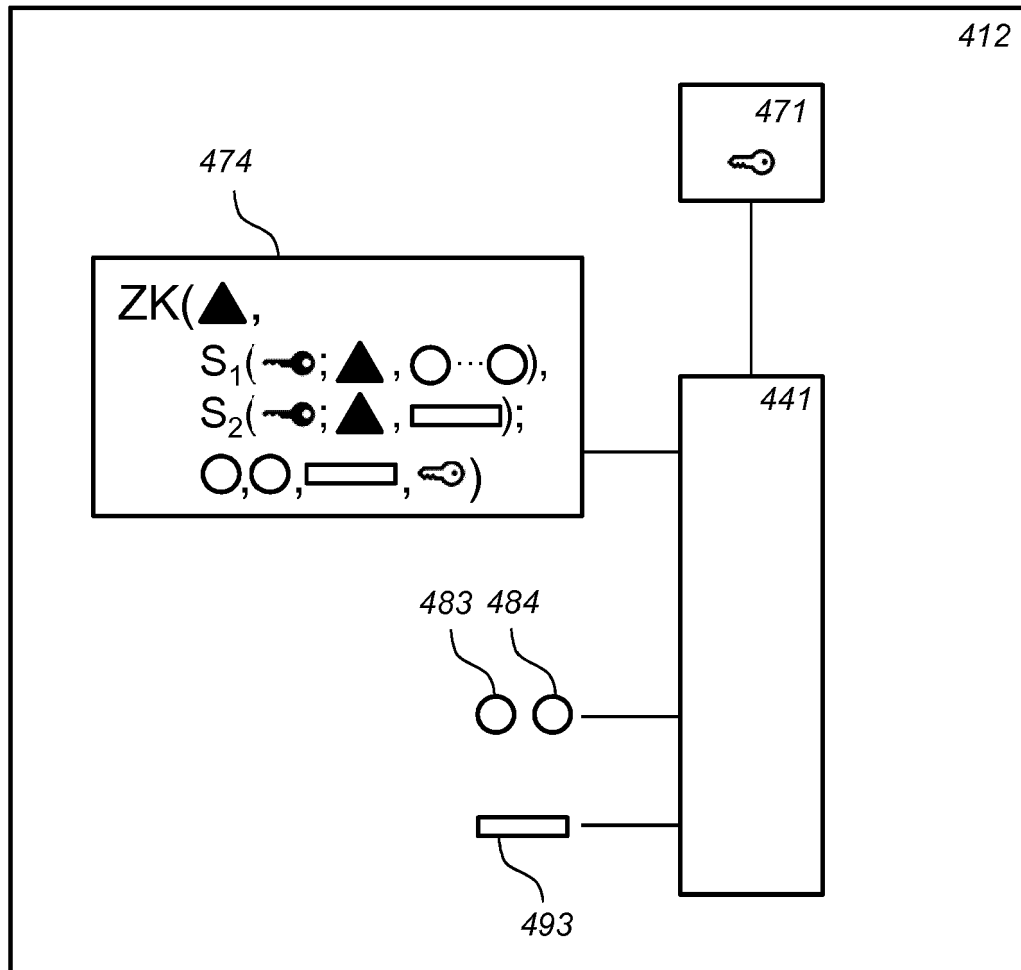 412
471
474
ZK(▲,
S₁( ; ▲, ○···○),
S₂( ; ▲, );
○,○, , )
441
483 484
493